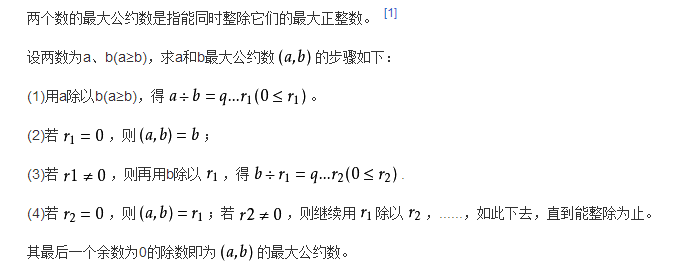 两个数的最大公约数是指能同时整除它们的最大正整数。 [1]
设两数为a、b(a≥b)，求a和b最大公约数 (a,b) 的步骤如下：
(1)用a除以b(a≥b)，得 a÷b=q...r₁(0≤r₁) 。
(2)若 r₁=0 ，则 (a,b)=b ；
(3)若 r1≠0 ，则再用b除以 r₁ ，得 b÷r₁=q...r₂(0≤r₂) .
(4)若 r₂=0 ，则 (a,b)=r₁ ；若 r2≠0 ，则继续用 r₁ 除以 r₂ ，……，如此下去，直到能整除为止。
其最后一个余数为0的除数即为 (a,b) 的最大公约数。